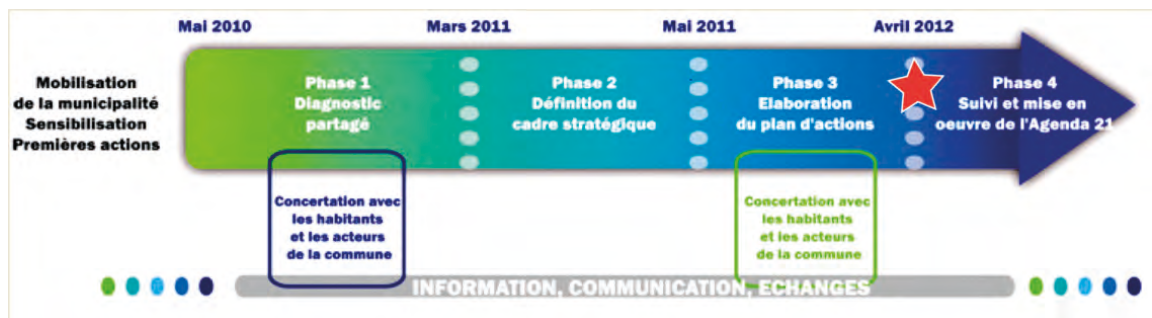 Mai 2010
Mars 2011
Mai 2011
Avril 2012
Mobilisation
de la municipalité
Sensibilisation
Premières actions
Phase 1
Diagnostic
partagé
Phase 2
Définition du
cadre stratégique
Phase 3
Elaboration
du plan d'actions
Phase 4
Suivi et mise en
oeuvre de l'Agenda 21
Concertation avec
les habitants
et les acteurs
de la commune
Concertation avec
les habitants
et les acteurs
de la commune
INFORMATION, COMMUNICATION, ECHANGES